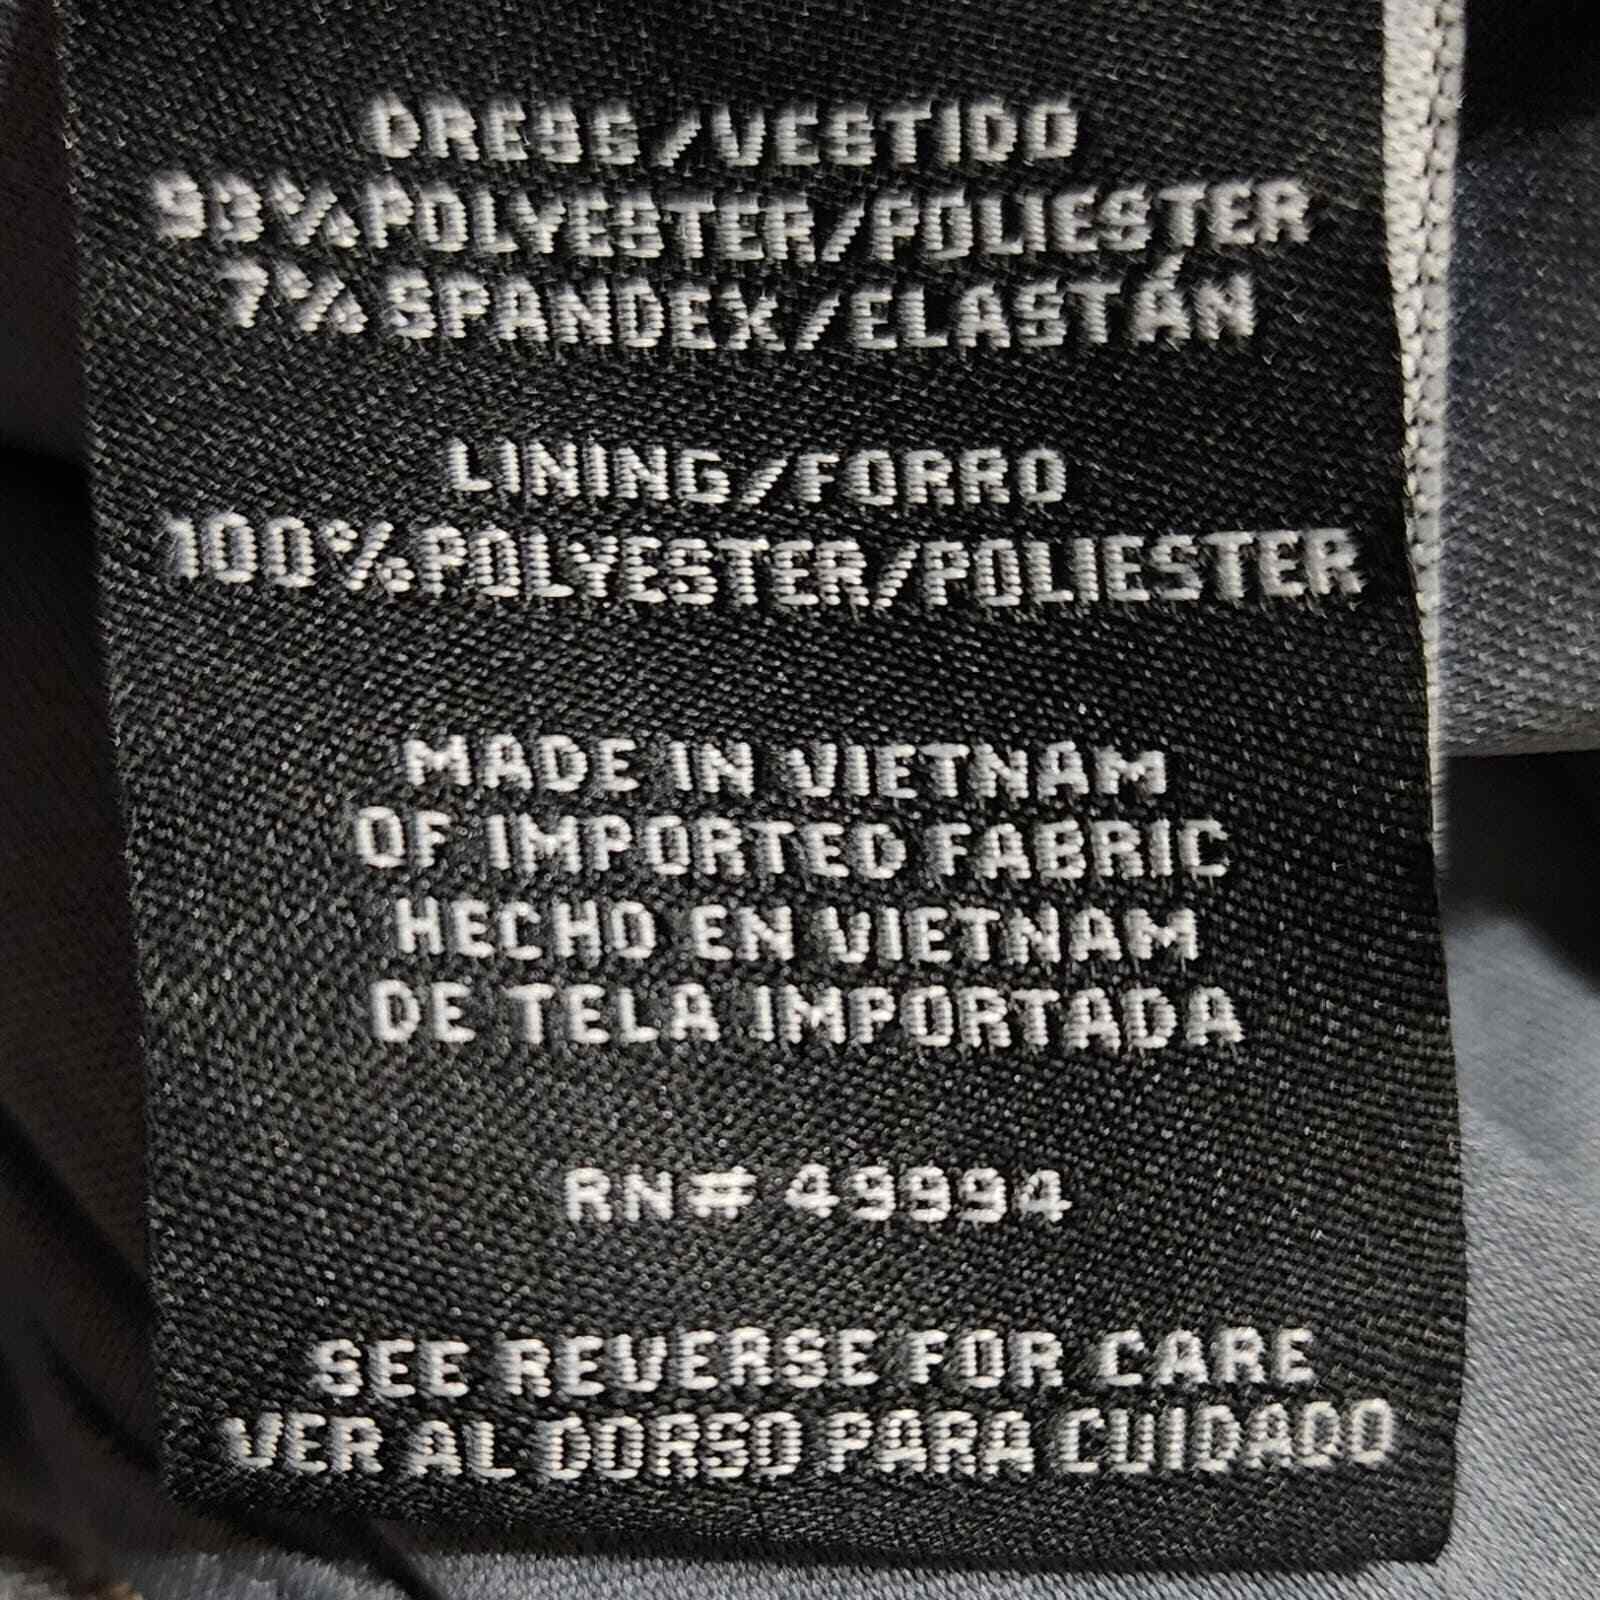 DRESS/VESTIDO
93% POLYESTER/POLIESTER
7% SPANDEX/ELASTÁN
LINING/FORRO
100% POLYESTER/POLIESTER
MADE IN VIETNAM
OF IMPORTED FABRIC
HECHO EN VIETNAM
DE TELA IMPORTADA
RN# 49994
SEE REVERSE FOR CARE
VER AL DORSO PARA CUIDADO